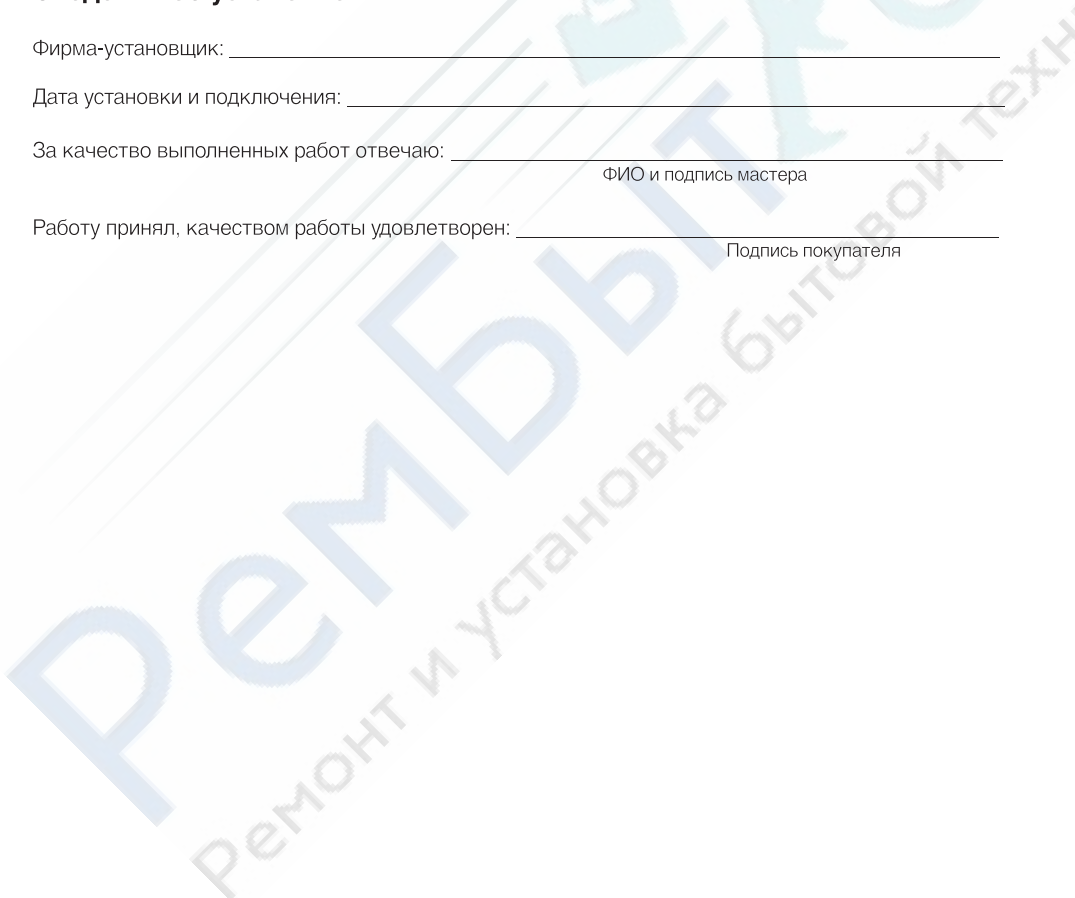 Фирма-установщик:
Дата установки и подключения:
За качество выполненных работ отвечаю:
ФИО и подпись мастера
Работу принял, качеством работы удовлетворен:
Подпись покупателя
РемБыт
Ремонт и установка бытовой техни